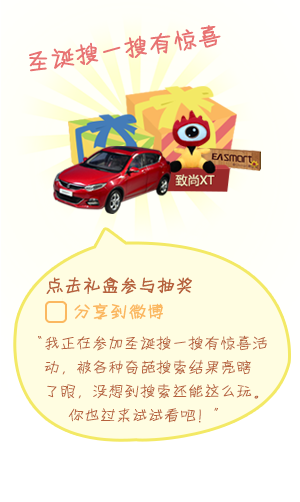 圣诞搜一搜有惊喜
EASmart
致尚XT
点击礼盒参与抽奖
分享到微博
“我正在参加圣诞搜一搜有惊喜活
动，被各种奇葩搜索结果亮瞎
了眼，没想到搜索还能这么玩。
你也过来试试看吧！”